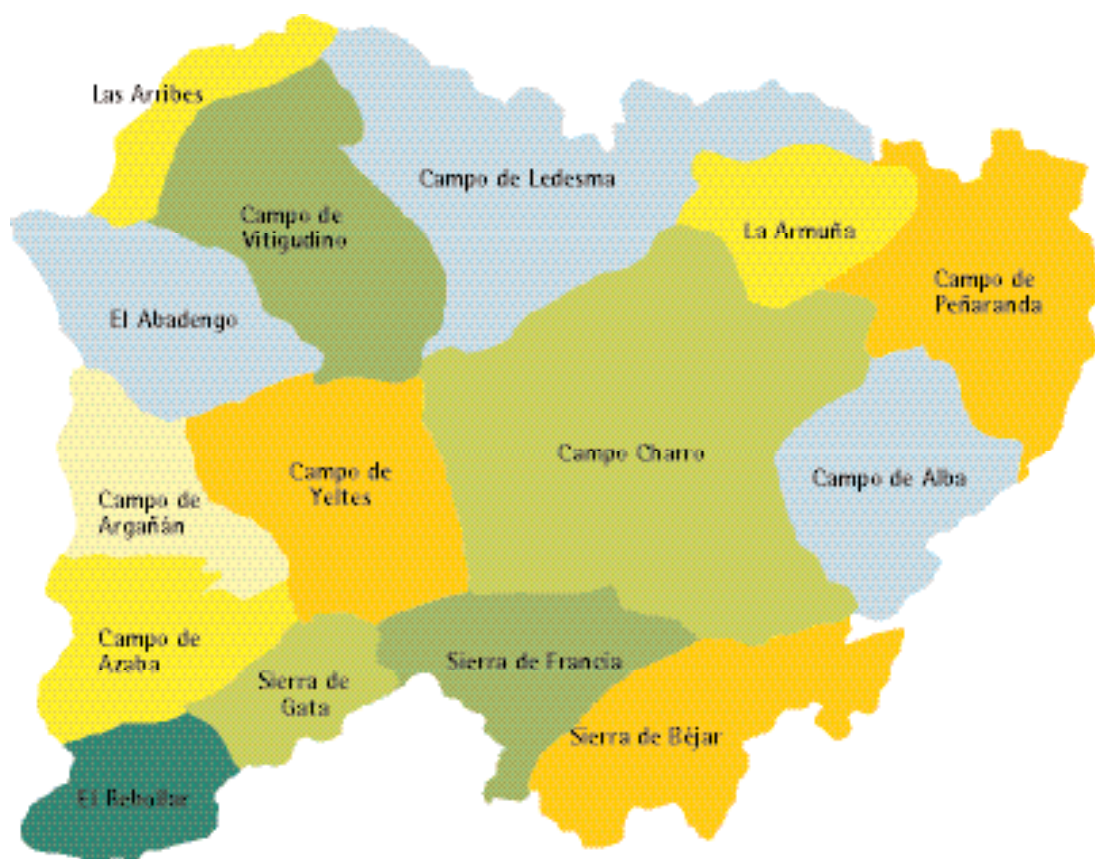 Las Arribes
Campo de Ledesma
Campo de
Vitigudino
La Armuña
Campo de
Peñaranda
El Abadengo
Campo Charro
Campo de
Yeltes
Campo de Alba
Campo de
Argañán
Campo de
Azaba
Sierra de Francia
Sierra de
Gata
Sierra de Béjar
El Rebollar